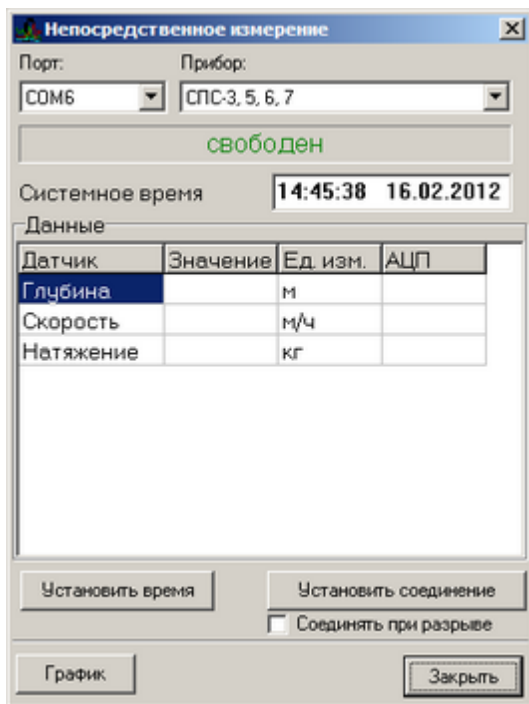 Непосредственное измерение
Порт: Прибор:
COM6 СПС-3, 5, 6, 7
свободен
Системное время 14:45:38 16.02.2012
Данные
Датчик Значение Ед. изм. АЦП
Глубина м
Скорость м/ч
Натяжение кг
Установить время Установить соединение
Соединять при разрыве
График Закрыть